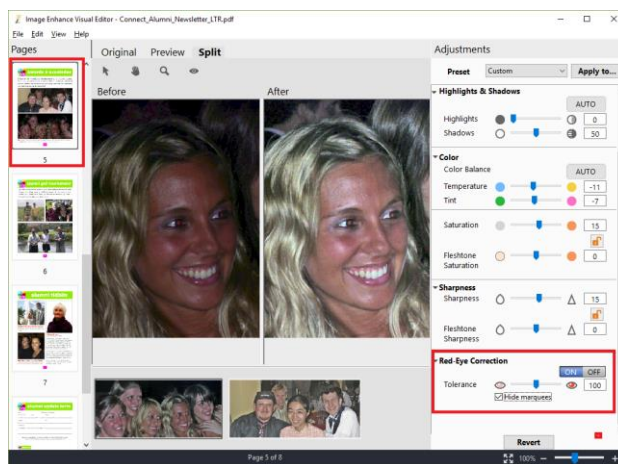 Image Enhance Visual Editor - Connect_Alumni_Newsletter_LTR.pdf
File Edit View Help
Pages
5
6
7
Original Preview Split
Before After
Page 5 of 8
Adjustments
Preset Custom Apply to...
Highlights & Shadows
AUTO
Highlights 0
Shadows 50
Color
Color Balance AUTO
Temperature -11
Tint -7
Saturation 15
Fleshtone
Saturation 0
Sharpness
Sharpness 15
Fleshtone
Sharpness 0
Red-Eye Correction
ON OFF
Tolerance 100
Hide marquees
Revert
100%